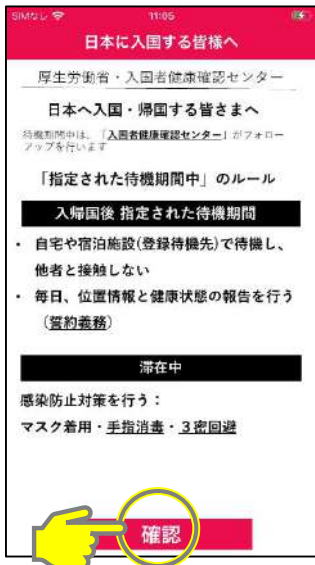 SIMなし 11:05
日本に入国する皆様へ
厚生労働省・入国者健康確認センター
日本へ入国・帰国する皆さまへ
待機期間中は、「入国者健康確認センター」がフォロー
アップを行います
「指定された待機期間中」のルール
入帰国後 指定された待機期間
・ 自宅や宿泊施設(登録待機先)で待機し、
他者と接触しない
・ 毎日、位置情報と健康状態の報告を行う
(誓約義務)
滞在中
感染防止対策を行う：
マスク着用・手指消毒・３密回避
確認